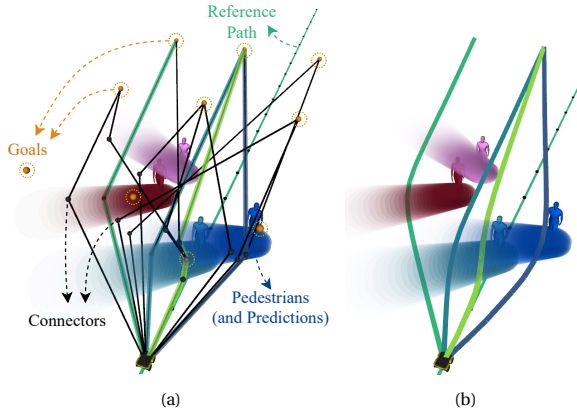 Reference
Path
Goals
Connectors
Pedestrians
(and Predictions)
(a)
(b)